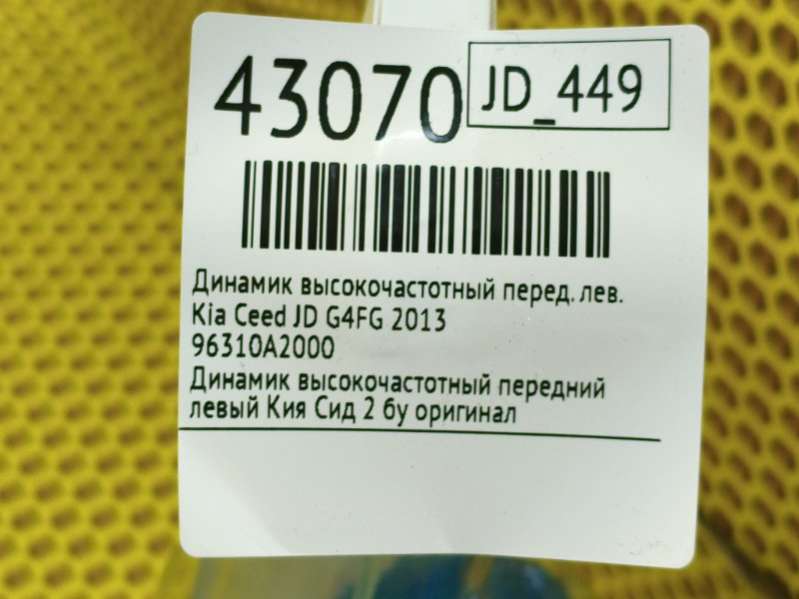 43070
JD_449
Динамик высокочастотный перед. лев.
Kia Ceed JD G4FG 2013
96310A2000
Динамик высокочастотный передний
левый Кия Сид 2 бу оригинал